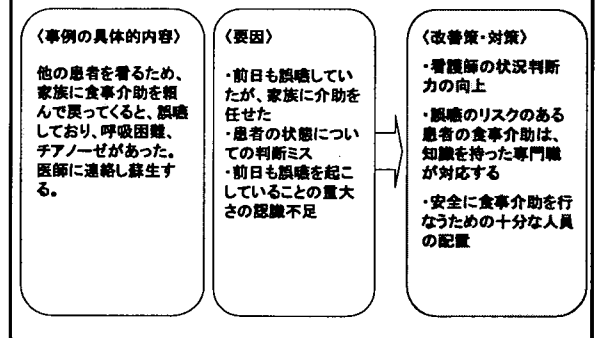 〈事例の具体的内容〉
他の患者を看るため、
家族に食事介助を頼
んで戻ってくると、誤嚥
しており、呼吸困難、
チアノーゼがあった。
医師に連絡し蘇生す
る。
〈要因〉
・前日も誤嚥してい
たが、家族に介助を
任せた
・患者の状態につい
ての判断ミス
・前日も誤嚥を起こ
していることの重大
さの認識不足
〈改善策・対策〉
・看護師の状況判断
力の向上
・誤嚥のリスクのある
患者の食事介助は、
知識を持った専門職
が対応する
・安全に食事介助を行
なうための十分な人員
の配置